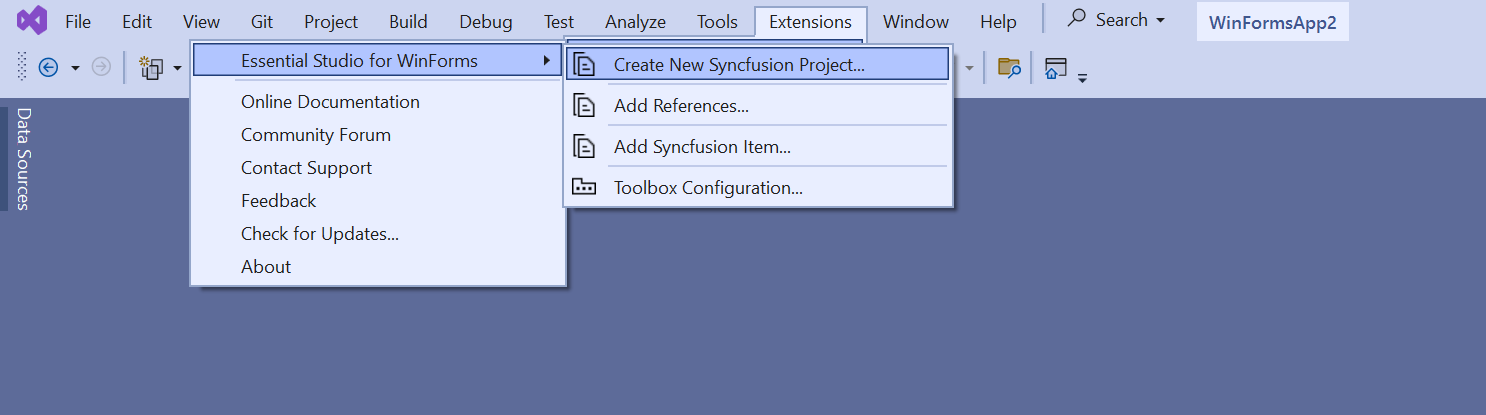 File Edit View Git Project Build Debug Test Analyze Tools Extensions Window Help Search WinFormsApp2
Essential Studio for WinForms
Online Documentation
Community Forum
Contact Support
Feedback
Check for Updates...
About
Create New Syncfusion Project...
Add References...
Add Syncfusion Item...
Toolbox Configuration...
Data Sources